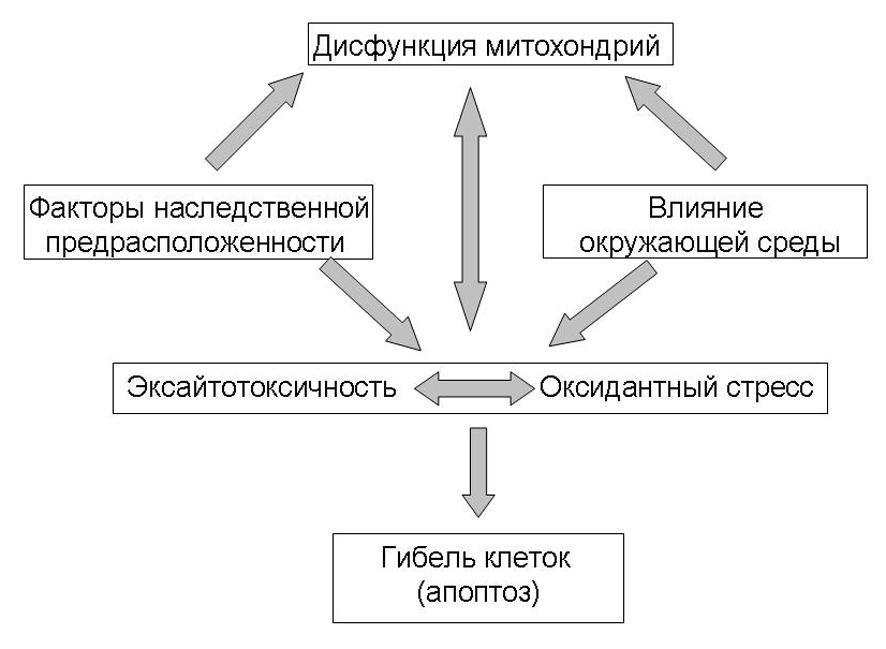 Дисфункция митохондрий
Факторы наследственной
предрасположенности
Влияние
окружающей среды
Эксайтотоксичность
Оксидантный стресс
Гибель клеток
(апоптоз)